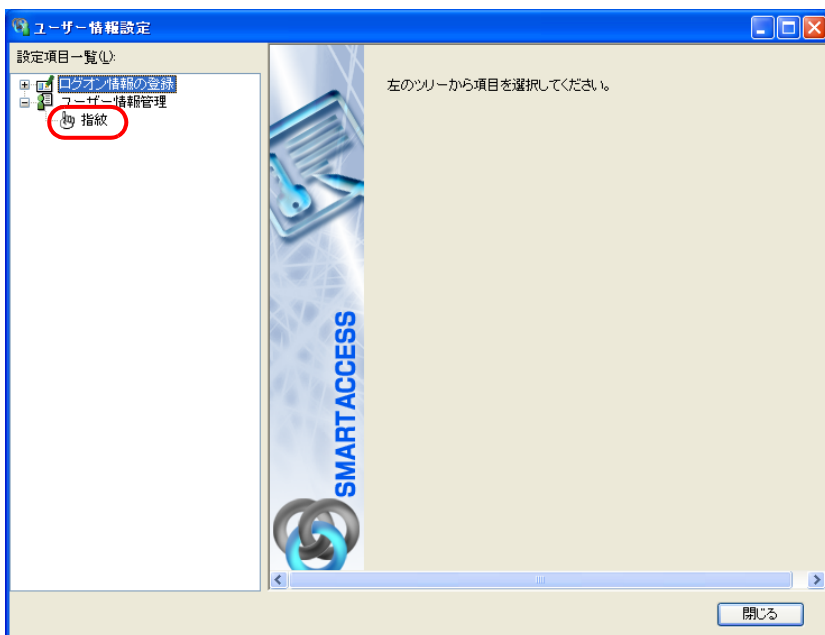 ユーザー情報設定
設定項目一覧(L):
ログオン情報の登録
ユーザー情報管理
指紋
左のツリーから項目を選択してください。
SMARTACCESS
閉じる